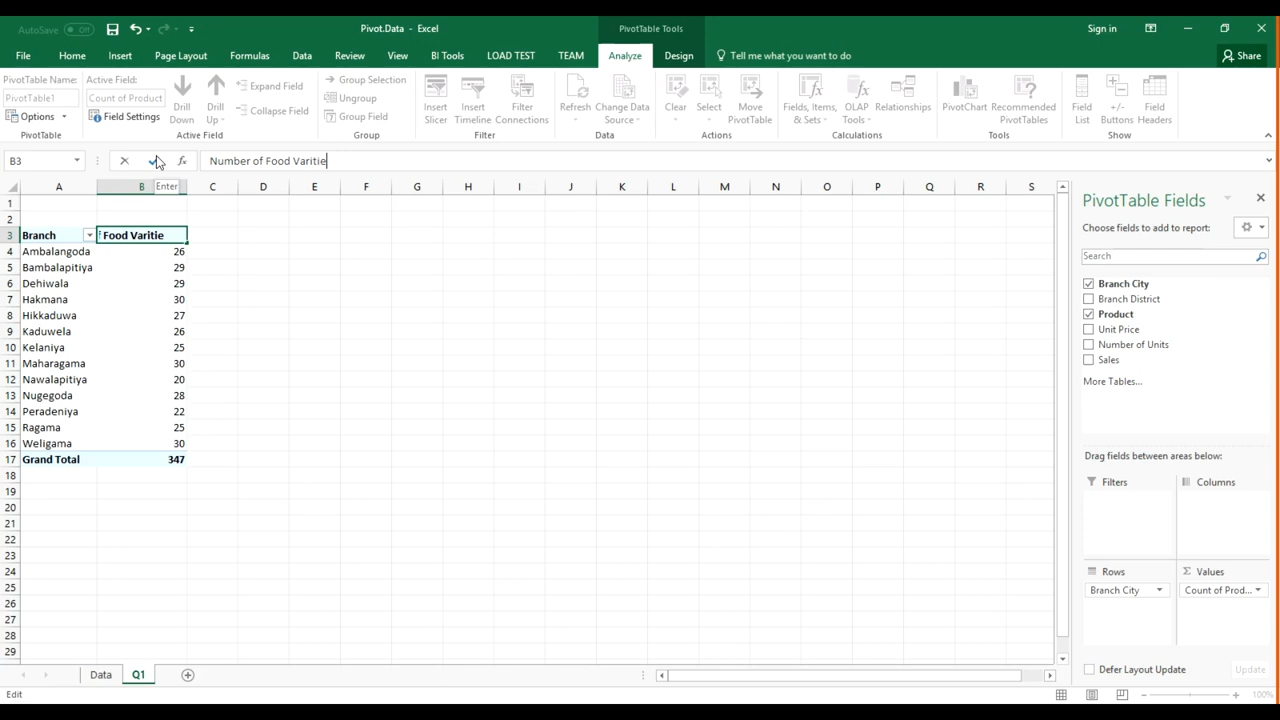 AutoSave Off
Pivot.Data - Excel
PivotTable Tools
Sign in
File Home Insert Page Layout Formulas Data Review View BI Tools LOAD TEST TEAM Analyze Design Tell me what you want to do Share
PivotTable Name:
PivotTable1
Options
PivotTable
Active Field:
Count of Product
Field Settings
Drill Down
Drill Up
Expand Field
Collapse Field
Active Field
Group Selection
Ungroup
Group Field
Group
Insert Slicer
Insert Timeline
Filter Connections
Filter
Refresh
Change Data Source
Data
Clear
Select
Move PivotTable
Actions
Fields, Items, & Sets
OLAP Tools
Relationships
Calculations
PivotChart
Recommended PivotTables
Tools
Field List
+/- Buttons
Field Headers
Show
B3
fx
Number of Food Varitie
Enter
A B C D E F G H I J K L M N O P Q R S
1
2
3 Branch Food Varitie
4 Ambalangoda 26
5 Bambalapitiya 29
6 Dehiwala 29
7 Hakmana 30
8 Hikkaduwa 27
9 Kaduwela 26
10 Kelaniya 25
11 Maharagama 30
12 Nawalapitiya 20
13 Nugegoda 28
14 Peradeniya 22
15 Ragama 25
16 Weligama 30
17 Grand Total 347
18
19
20
21
22
23
24
25
26
27
28
29
PivotTable Fields
Choose fields to add to report:
Search
Branch City
Branch District
Product
Unit Price
Number of Units
Sales
More Tables...
Drag fields between areas below:
Filters
Columns
Rows
Σ Values
Branch City
Count of Prod...
Defer Layout Update
Update
Data Q1
Edit
100%